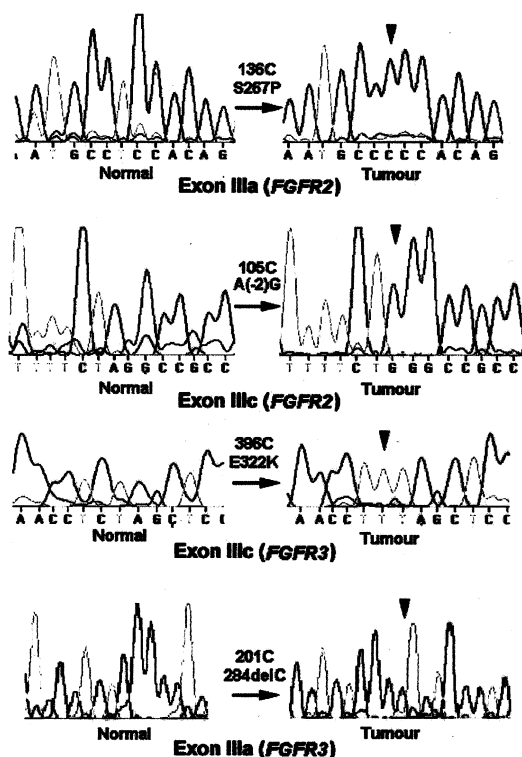 136C
S267P
A T G C C T C C A C A G
A A T G C C C C C A C A G
Normal
Tumour
Exon IIIa (FGFR2)
105C
A(-2)G
T T T T C T A G G C C G C C
T T T T C T G G G C C G C C
Normal
Tumour
Exon IIIc (FGFR2)
396C
E322K
A A C C T C T A G C T C C
A A C C T T T A G C T C C
Normal
Tumour
Exon IIIc (FGFR3)
201C
284delC
Normal
Tumour
Exon IIIa (FGFR3)